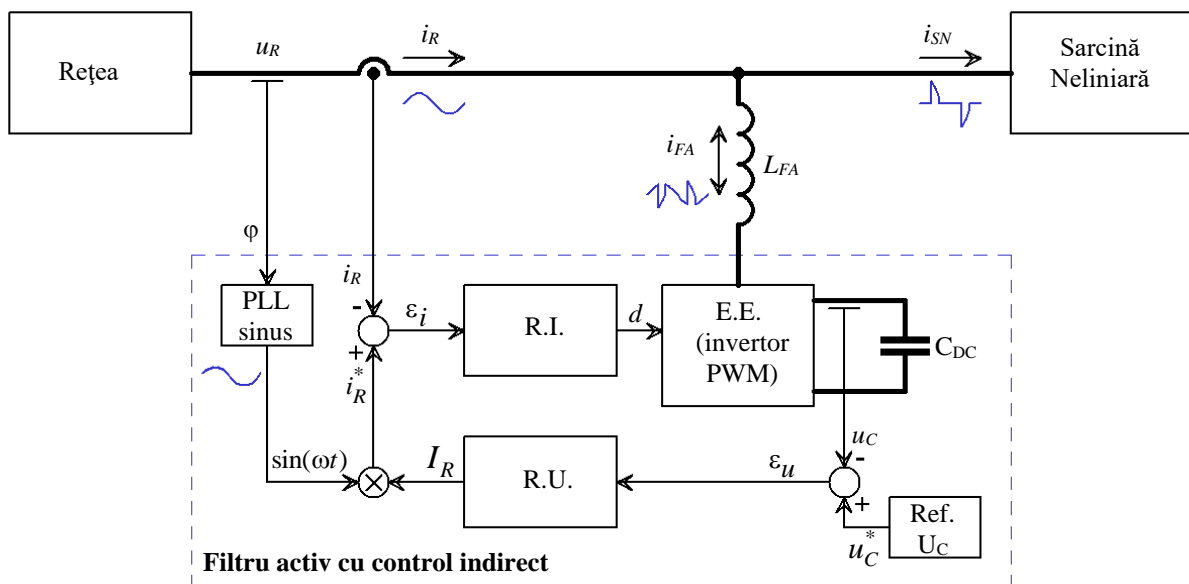 Reţea
u_R
i_R
i_SN
Sarcină
Neliniară
i_FA
L_FA
φ
PLL
sinus
i_R
-
+
ε_i
R.I.
d
E.E.
(invertor
PWM)
C_DC
i_R^*
sin(ωt)
I_R
R.U.
ε_u
u_C
-
+
u_C^*
Ref.
U_C
Filtru activ cu control indirect